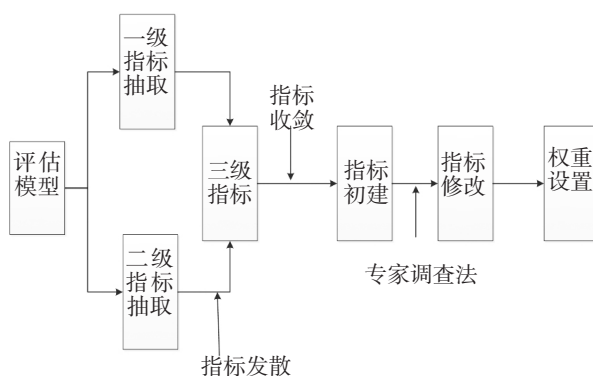 评估
模型
一级
指标
抽取
二级
指标
抽取
三级
指标
指标
收敛
指标发散
指标
初建
专家调查法
指标
修改
权重
设置